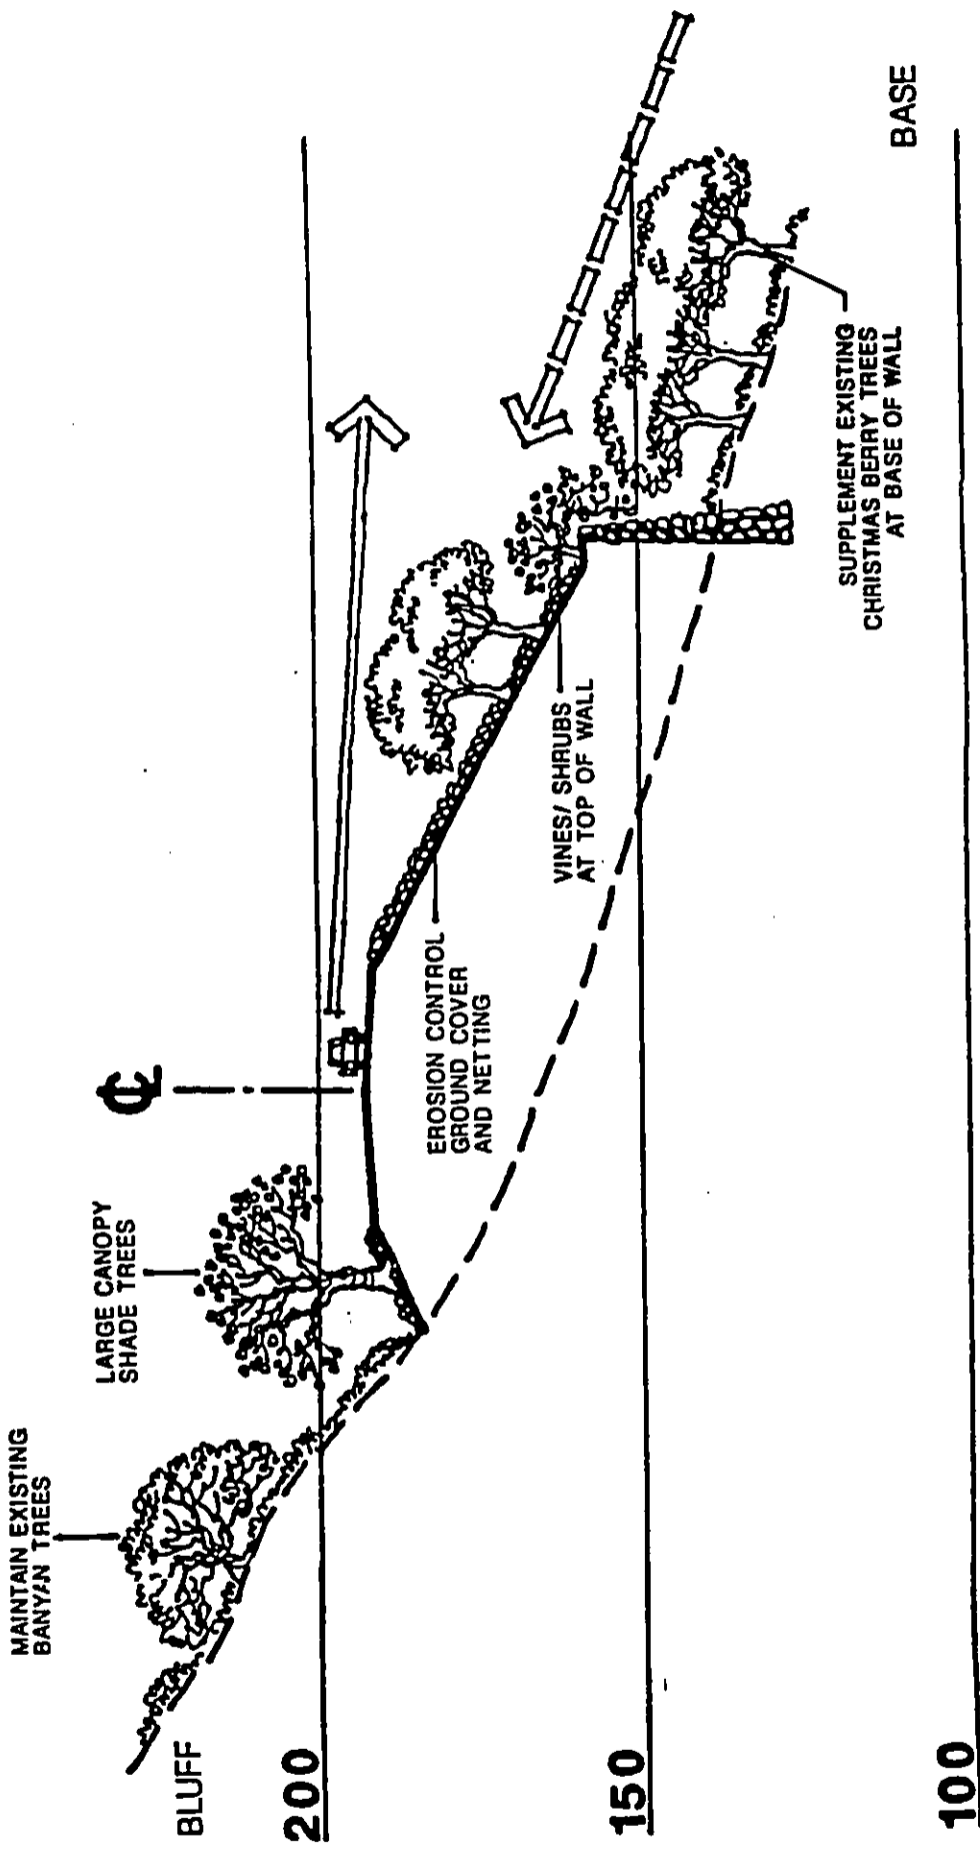 MAINTAIN EXISTING
BANYAN TREES
LARGE CANOPY
SHADE TREES
℄
BLUFF
200
EROSION CONTROL
GROUND COVER
AND NETTING
VINES/ SHRUBS
AT TOP OF WALL
150
SUPPLEMENT EXISTING
CHRISTMAS BERRY TREES
AT BASE OF WALL
BASE
100